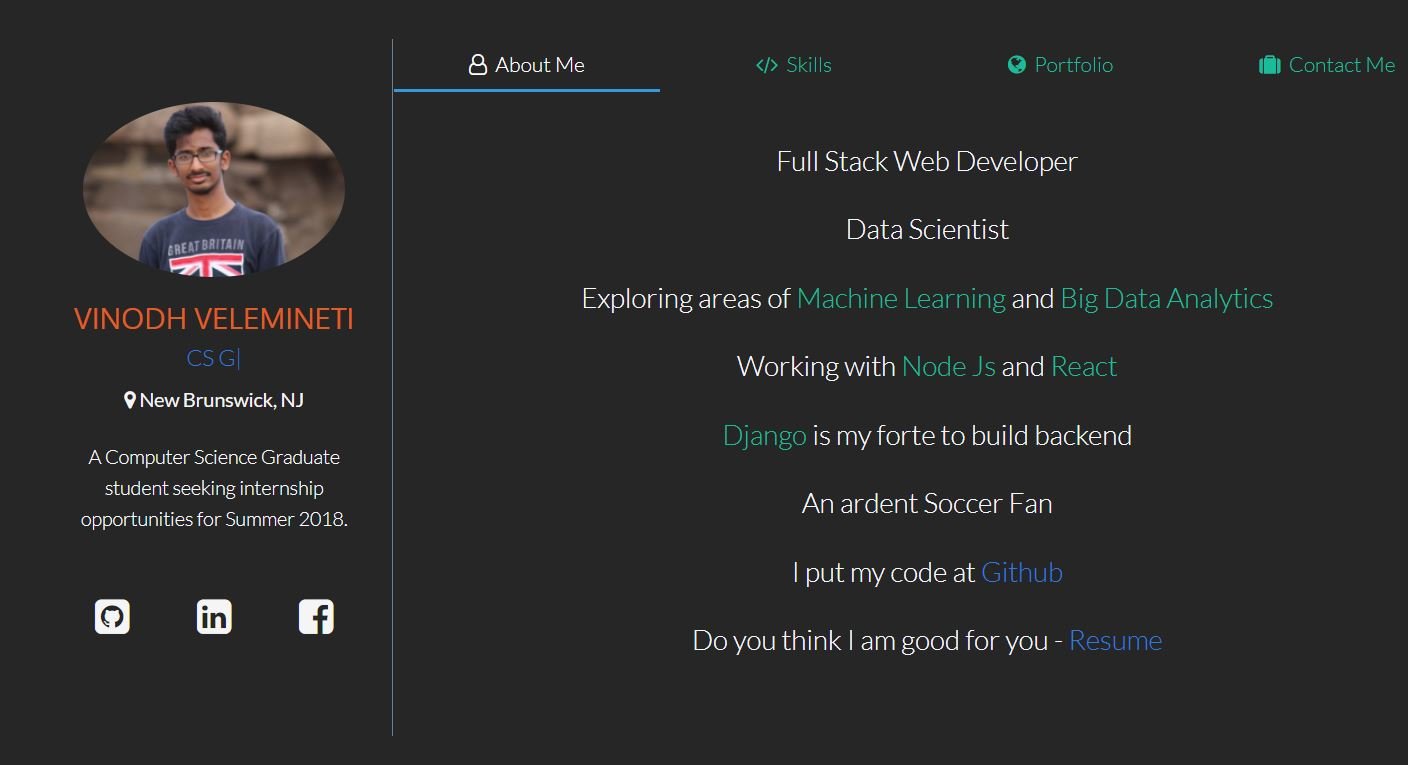 About Me
Skills
Portfolio
Contact Me
GREAT BRITAIN
VINODH VELEMINETI
CS G|
New Brunswick, NJ
A Computer Science Graduate
student seeking internship
opportunities for Summer 2018.
Full Stack Web Developer
Data Scientist
Exploring areas of Machine Learning and Big Data Analytics
Working with Node Js and React
Django is my forte to build backend
An ardent Soccer Fan
I put my code at Github
Do you think I am good for you - Resume